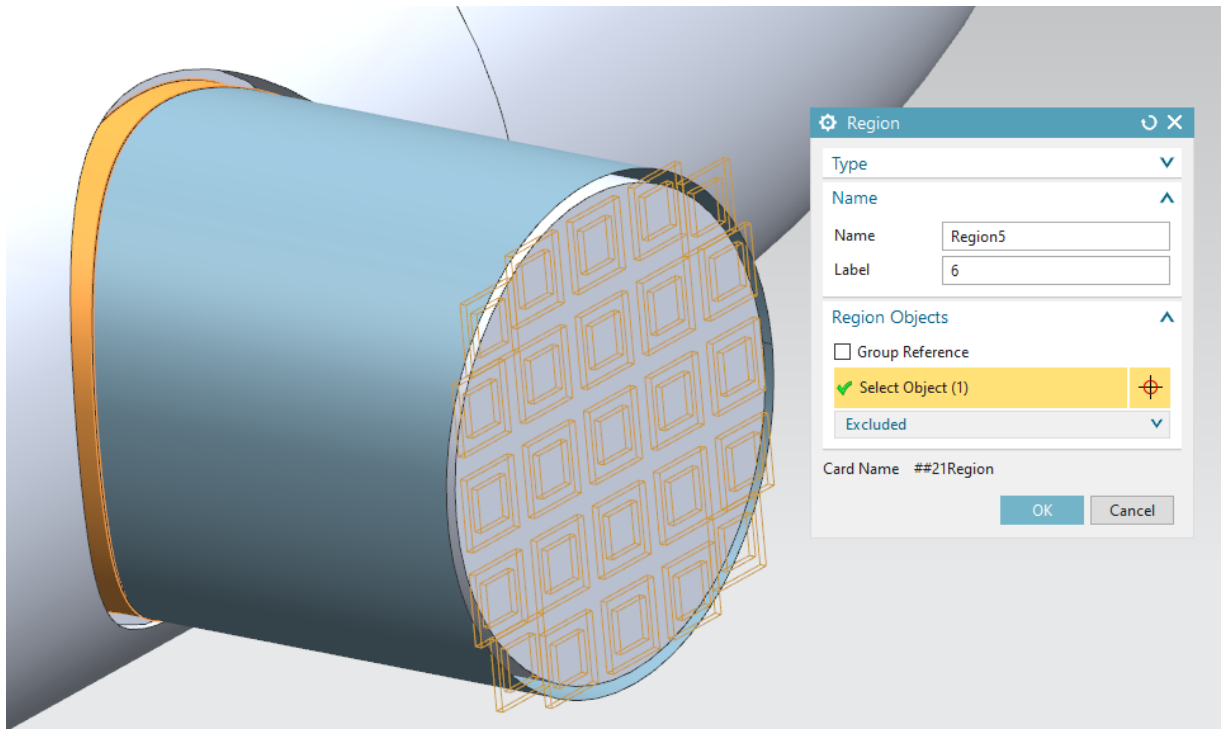 Region
Type
Name
Name Region5
Label 6
Region Objects
Group Reference
Select Object (1)
Excluded
Card Name ##21Region
OK Cancel